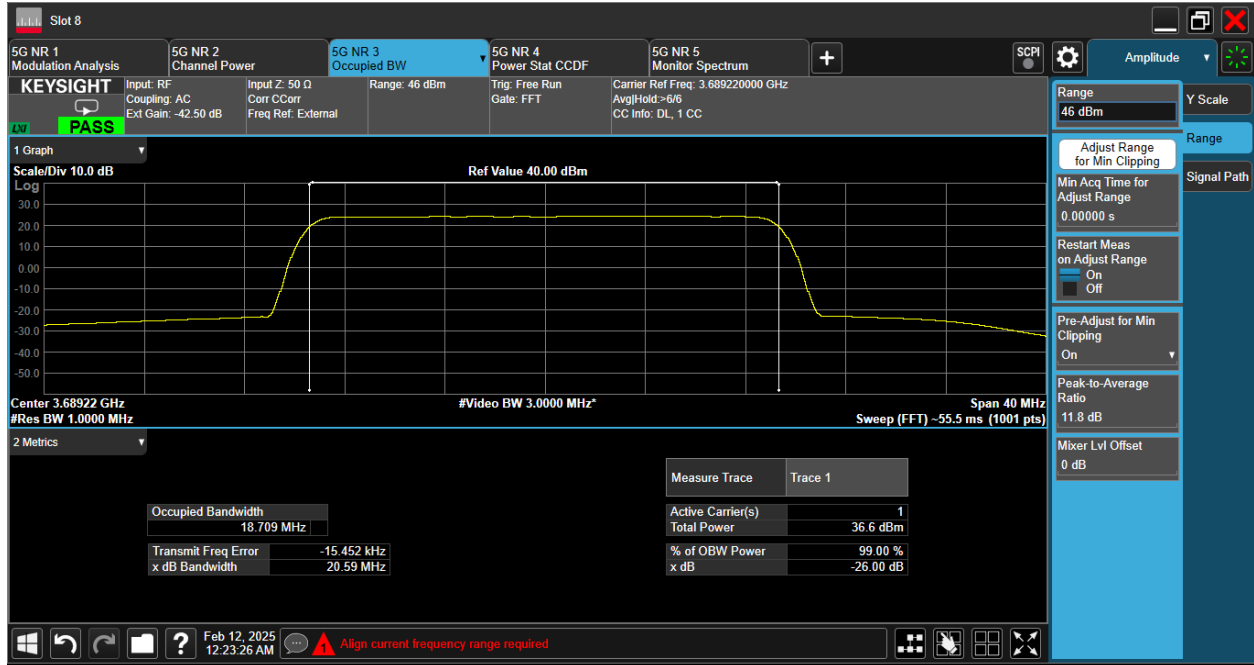 Slot 8
5G NR 1
Modulation Analysis
5G NR 2
Channel Power
5G NR 3
Occupied BW
5G NR 4
Power Stat CCDF
5G NR 5
Monitor Spectrum
SCPI
Amplitude
KEYSIGHT
LXI
PASS
Input: RF
Coupling: AC
Ext Gain: -42.50 dB
Input Z: 50 Ω
Corr CCorr
Freq Ref: External
Range: 46 dBm
Trig: Free Run
Gate: FFT
Carrier Ref Freq: 3.689220000 GHz
Avg|Hold:>6/6
CC Info: DL, 1 CC
1 Graph
Scale/Div 10.0 dB
Ref Value 40.00 dBm
Log
30.0
20.0
10.0
0.00
-10.0
-20.0
-30.0
-40.0
-50.0
Center 3.68922 GHz
#Video BW 3.0000 MHz*
Span 40 MHz
#Res BW 1.0000 MHz
Sweep (FFT) ~55.5 ms (1001 pts)
2 Metrics
Measure Trace Trace 1
Occupied Bandwidth
18.709 MHz
Active Carrier(s) 1
Total Power 36.6 dBm
Transmit Freq Error -15.452 kHz
x dB Bandwidth 20.59 MHz
% of OBW Power 99.00 %
x dB -26.00 dB
Range
46 dBm
Adjust Range
for Min Clipping
Min Acq Time for
Adjust Range
0.00000 s
Restart Meas
on Adjust Range
On
Off
Pre-Adjust for Min
Clipping
On
Peak-to-Average
Ratio
11.8 dB
Mixer Lvl Offset
0 dB
Y Scale
Range
Signal Path
?
Feb 12, 2025
12:23:26 AM
1
Align current frequency range required